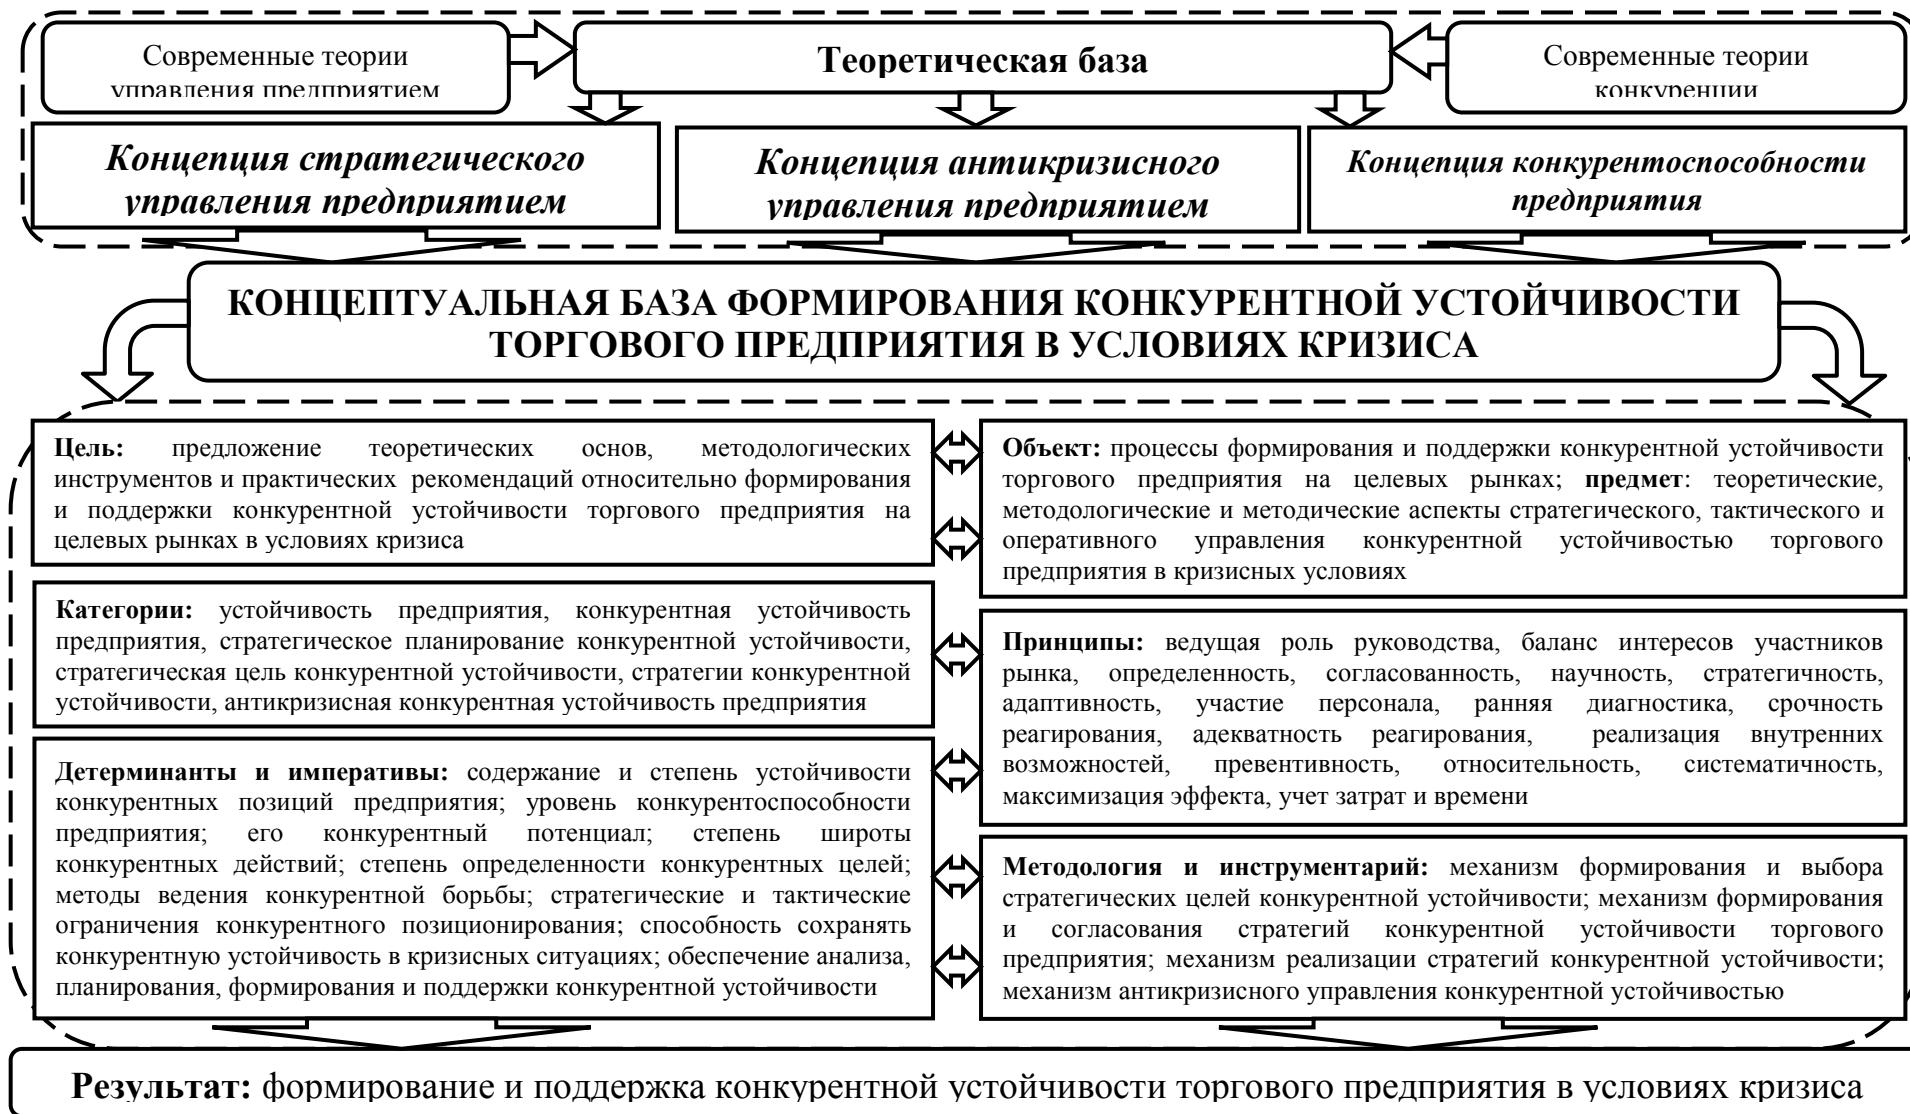 Современные теории
управления предприятием
Теоретическая база
Современные теории
конкуренции
Концепция стратегического
управления предприятием
Концепция антикризисного
управления предприятием
Концепция конкурентоспособности
предприятия
КОНЦЕПТУАЛЬНАЯ БАЗА ФОРМИРОВАНИЯ КОНКУРЕНТНОЙ УСТОЙЧИВОСТИ
ТОРГОВОГО ПРЕДПРИЯТИЯ В УСЛОВИЯХ КРИЗИСА
Цель: предложение теоретических основ, методологических
инструментов и практических рекомендаций относительно формирования
и поддержки конкурентной устойчивости торгового предприятия на
целевых рынках в условиях кризиса
Объект: процессы формирования и поддержки конкурентной устойчивости
торгового предприятия на целевых рынках; предмет: теоретические,
методологические и методические аспекты стратегического, тактического и
оперативного управления конкурентной устойчивостью торгового
предприятия в кризисных условиях
Категории: устойчивость предприятия, конкурентная устойчивость
предприятия, стратегическое планирование конкурентной устойчивости,
стратегическая цель конкурентной устойчивости, стратегии конкурентной
устойчивости, антикризисная конкурентная устойчивость предприятия
Принципы: ведущая роль руководства, баланс интересов участников
рынка, определенность, согласованность, научность, стратегичность,
адаптивность, участие персонала, ранняя диагностика, срочность
реагирования, адекватность реагирования, реализация внутренних
возможностей, превентивность, относительность, систематичность,
максимизация эффекта, учет затрат и времени
Детерминанты и императивы: содержание и степень устойчивости
конкурентных позиций предприятия; уровень конкурентоспособности
предприятия; его конкурентный потенциал; степень широты
конкурентных действий; степень определенности конкурентных целей;
методы ведения конкурентной борьбы; стратегические и тактические
ограничения конкурентного позиционирования; способность сохранять
конкурентную устойчивость в кризисных ситуациях; обеспечение анализа,
планирования, формирования и поддержки конкурентной устойчивости
Методология и инструментарий: механизм формирования и выбора
стратегических целей конкурентной устойчивости; механизм формирования
и согласования стратегий конкурентной устойчивости торгового
предприятия; механизм реализации стратегий конкурентной устойчивости;
механизм антикризисного управления конкурентной устойчивостью
Результат: формирование и поддержка конкурентной устойчивости торгового предприятия в условиях кризиса